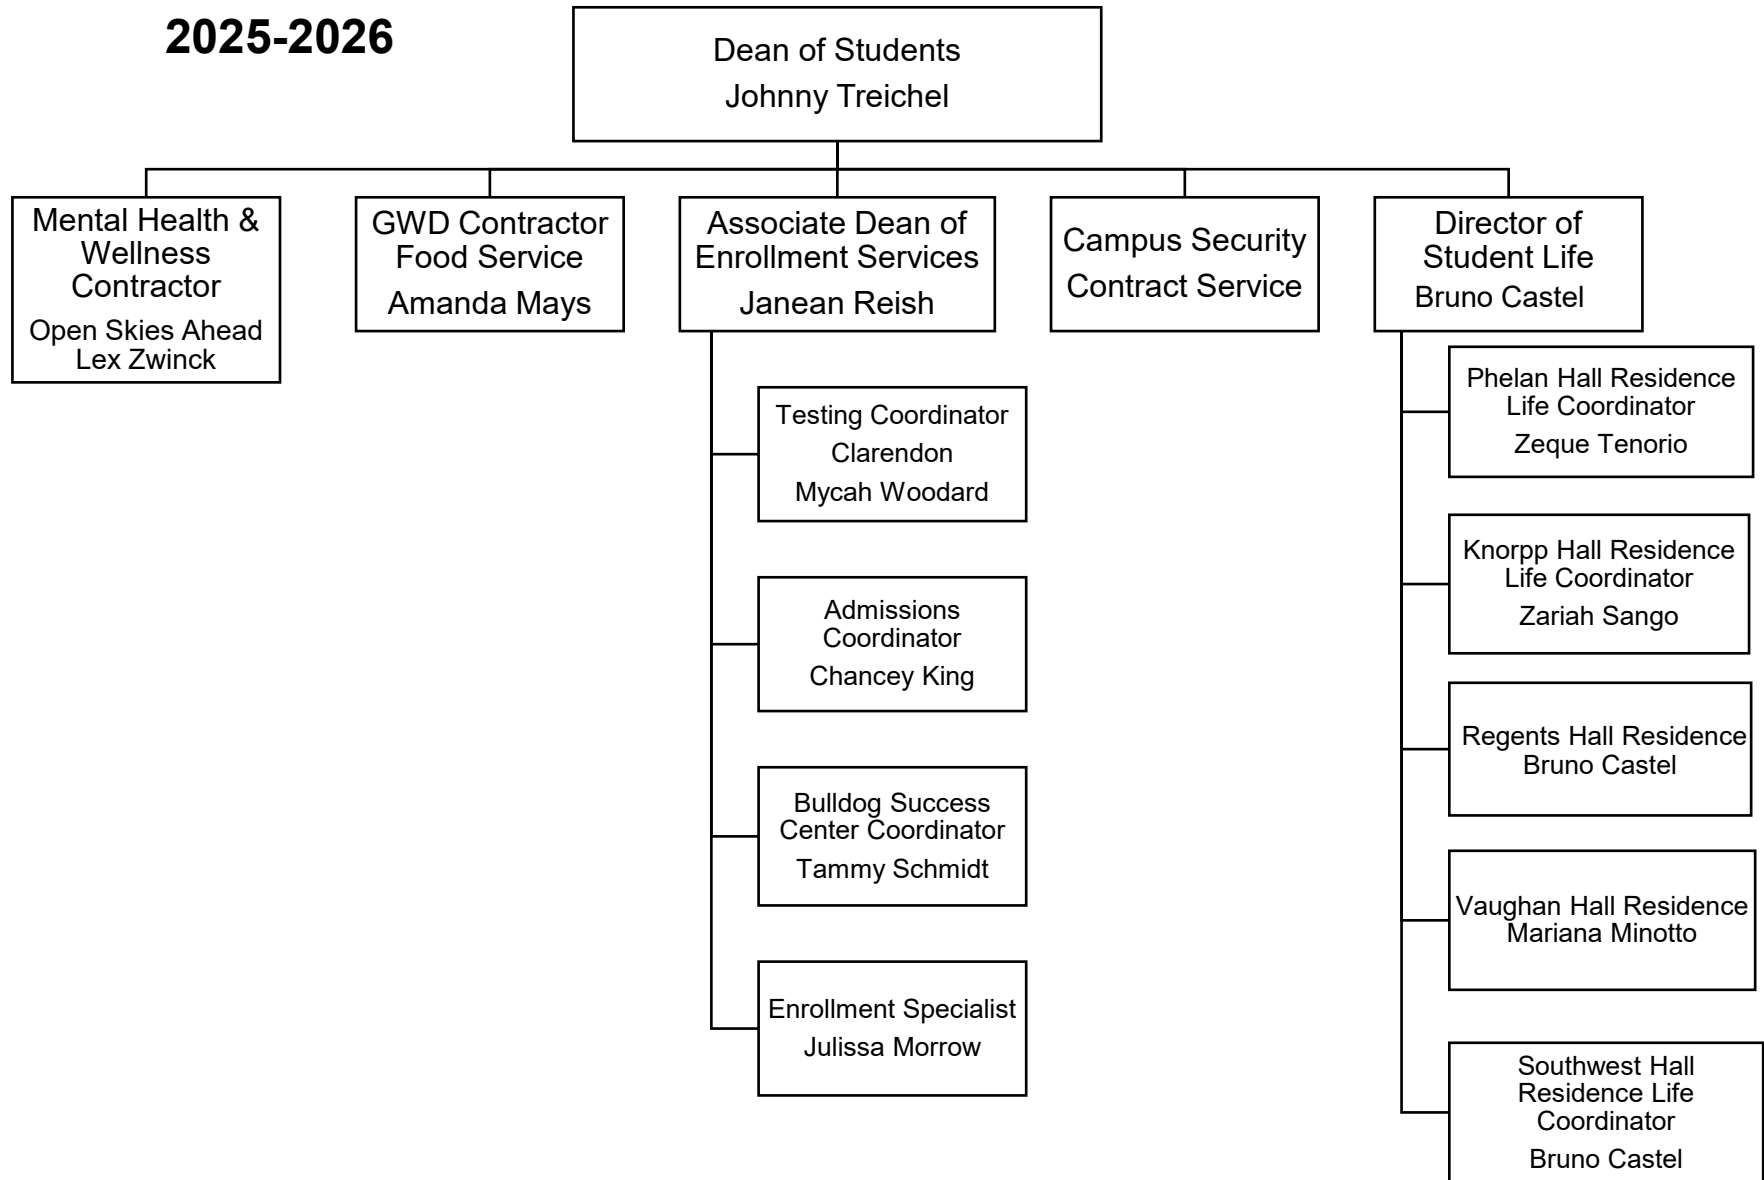 2025-2026
Dean of Students
Johnny Treichel
Mental Health &
Wellness
Contractor
Open Skies Ahead
Lex Zwinck
GWD Contractor
Food Service
Amanda Mays
Associate Dean of
Enrollment Services
Janean Reish
Campus Security
Contract Service
Director of
Student Life
Bruno Castel
Testing Coordinator
Clarendon
Mycah Woodard
Admissions
Coordinator
Chancey King
Bulldog Success
Center Coordinator
Tammy Schmidt
Enrollment Specialist
Julissa Morrow
Phelan Hall Residence
Life Coordinator
Zeque Tenorio
Knorpp Hall Residence
Life Coordinator
Zariah Sango
Regents Hall Residence
Bruno Castel
Vaughan Hall Residence
Mariana Minotto
Southwest Hall
Residence Life
Coordinator
Bruno Castel